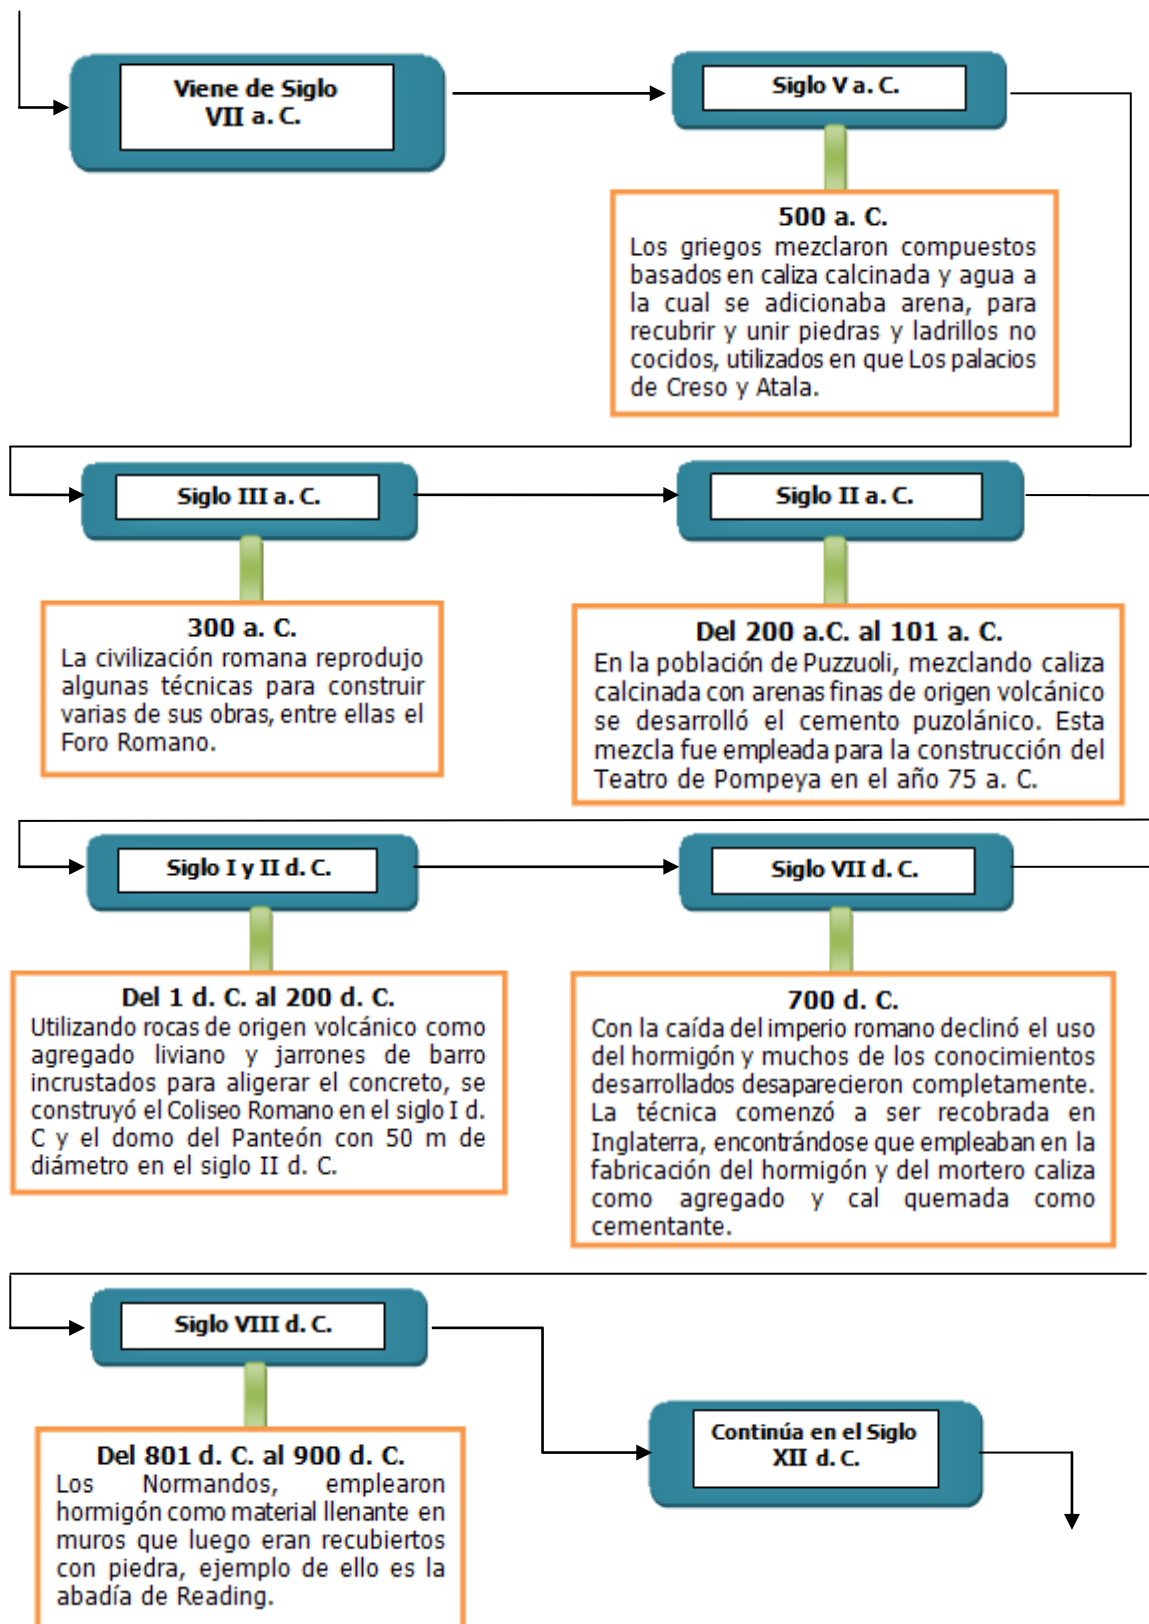 Viene de Siglo
VII a. C.
Siglo V a. C.
500 a. C.
Los griegos mezclaron compuestos
basados en caliza calcinada y agua a
la cual se adicionaba arena, para
recubrir y unir piedras y ladrillos no
cocidos, utilizados en que Los palacios
de Creso y Atala.
Siglo III a. C.
Siglo II a. C.
300 a. C.
La civilización romana reprodujo
algunas técnicas para construir
varias de sus obras, entre ellas el
Foro Romano.
Del 200 a.C. al 101 a. C.
En la población de Puzzuoli, mezclando caliza
calcinada con arenas finas de origen volcánico
se desarrolló el cemento puzolánico. Esta
mezcla fue empleada para la construcción del
Teatro de Pompeya en el año 75 a. C.
Siglo I y II d. C.
Siglo VII d. C.
Del 1 d. C. al 200 d. C.
Utilizando rocas de origen volcánico como
agregado liviano y jarrones de barro
incrustados para aligerar el concreto, se
construyó el Coliseo Romano en el siglo I d.
C y el domo del Panteón con 50 m de
diámetro en el siglo II d. C.
700 d. C.
Con la caída del imperio romano declinó el uso
del hormigón y muchos de los conocimientos
desarrollados desaparecieron completamente.
La técnica comenzó a ser recobrada en
Inglaterra, encontrándose que empleaban en la
fabricación del hormigón y del mortero caliza
como agregado y cal quemada como
cementante.
Siglo VIII d. C.
Del 801 d. C. al 900 d. C.
Los Normandos, emplearon
hormigón como material llenante en
muros que luego eran recubiertos
con piedra, ejemplo de ello es la
abadía de Reading.
Continúa en el Siglo
XII d. C.